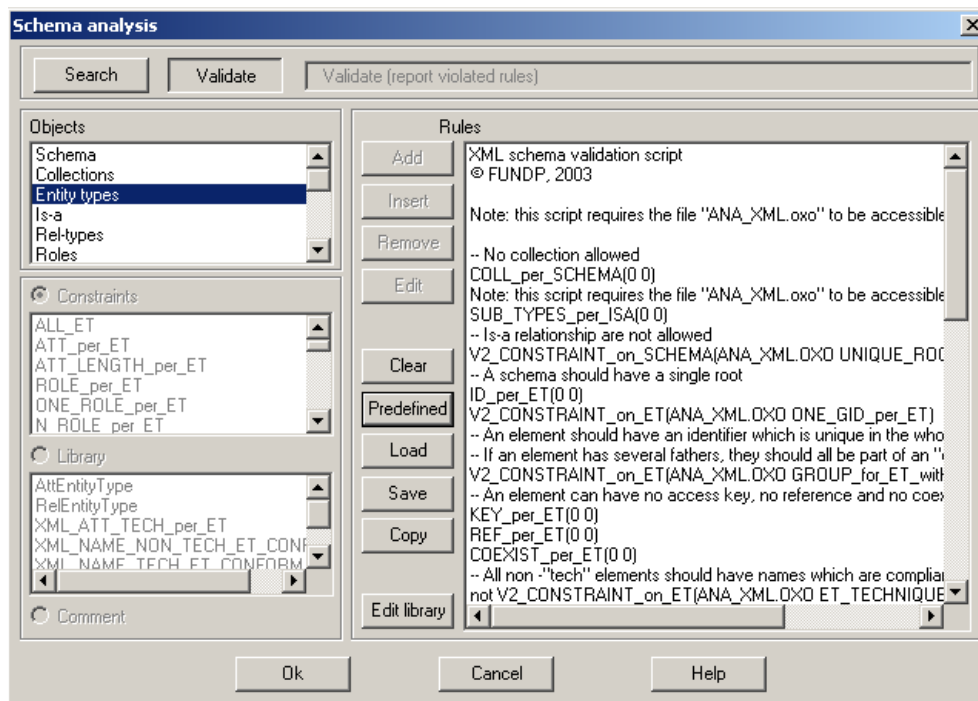 Schema analysis
Search
Validate
Validate (report violated rules)
Objects
Schema
Collections
Entity types
Is-a
Rel-types
Roles
Constraints
ALL_ET
ATT_per_ET
ATT_LENGTH_per_ET
ROLE_per_ET
ONE_ROLE_per_ET
N_ROLE_per_ET
Library
AttEntityType
RelEntityType
XML_ATT_TECH_per_ET
XML_NAME_NON_TECH_ET_CONF
XML_NAME_TECH_ET_CONFORM
Comment
Rules
Add
Insert
Remove
Edit
Clear
Predefined
Load
Save
Copy
Edit library
XML schema validation script
© FUNDP, 2003
Note: this script requires the file "ANA_XML.oxo" to be accessible
-- No collection allowed
COLL_per_SCHEMA(0 0)
Note: this script requires the file "ANA_XML.oxo" to be accessible
SUB_TYPES_per_ISA(0 0)
-- Is-a relationship are not allowed
V2_CONSTRAINT_on_SCHEMA(ANA_XML.OXO UNIQUE_ROO
-- A schema should have a single root
ID_per_ET(0 0)
V2_CONSTRAINT_on_ET(ANA_XML.OXO ONE_GID_per_ET)
-- An element should have an identifier which is unique in the who
-- If an element has several fathers, they should all be part of an "e
V2_CONSTRAINT_on_ET(ANA_XML.OXO GROUP_for_ET_with
-- An element can have no access key, no reference and no coex
KEY_per_ET(0 0)
REF_per_ET(0 0)
COEXIST_per_ET(0 0)
-- All non -"tech" elements should have names which are complian
not V2_CONSTRAINT_on_ET(ANA_XML.OXO ET_TECHNIQUE
Ok
Cancel
Help